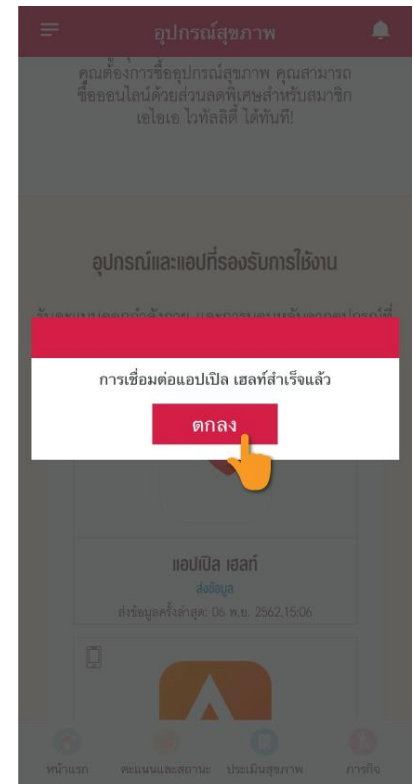 อุปกรณ์สุขภาพ
คุณต้องการซื้ออุปกรณ์สุขภาพ คุณสามารถ
ซื้อออนไลน์ด้วยส่วนลดพิเศษสำหรับสมาชิก
เอไอเอ ไวทัลลิตี้ ได้ทันที!
อุปกรณ์และแอปที่รองรับการใช้งาน
การเชื่อมต่อแอปเปิล เฮลท์สำเร็จแล้ว
ตกลง
แอปเปิล เฮลท์
ส่งข้อมูล
ส่งข้อมูลครั้งล่าสุด: 06 พ.ย. 2562,15:06
หน้าแรก คะแนนและสถานะ ประเมินสุขภาพ ภารกิจ